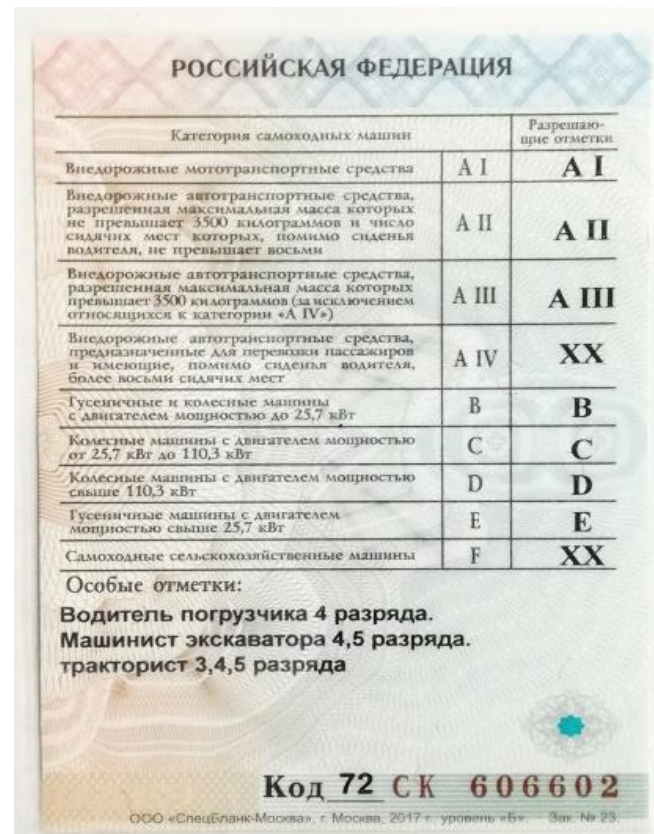 РОССИЙСКАЯ ФЕДЕРАЦИЯ
Категория самоходных машин
Разрешаю-
щие отметки
Внедорожные мототранспортные средства A I A I
Внедорожные автотранспортные средства,
разрешенная максимальная масса которых
не превышает 3500 килограммов и число
сидячих мест которых, помимо сиденья
водителя, не превышает восьми
A II A II
Внедорожные автотранспортные средства,
разрешенная максимальная масса которых
превышает 3500 килограммов (за исключением
относящихся к категории «A IV»)
A III A III
Внедорожные автотранспортные средства,
предназначенные для перевозки пассажиров
и имеющие, помимо сиденья водителя,
более восьми сидячих мест
A IV XX
Гусеничные и колесные машины
с двигателем мощностью до 25,7 кВт
B B
Колесные машины с двигателем мощностью
от 25,7 кВт до 110,3 кВт
C C
Колесные машины с двигателем мощностью
свыше 110,3 кВт
D D
Гусеничные машины с двигателем
мощностью свыше 25,7 кВт
E E
Самоходные сельскохозяйственные машины F XX
Особые отметки:
Водитель погрузчика 4 разряда.
Машинист экскаватора 4,5 разряда.
тракторист 3,4,5 разряда
Код 72 СК 606602
ООО «СпецБланк-Москва», г. Москва, 2017 г., уровень «Б». Зак. № 23.